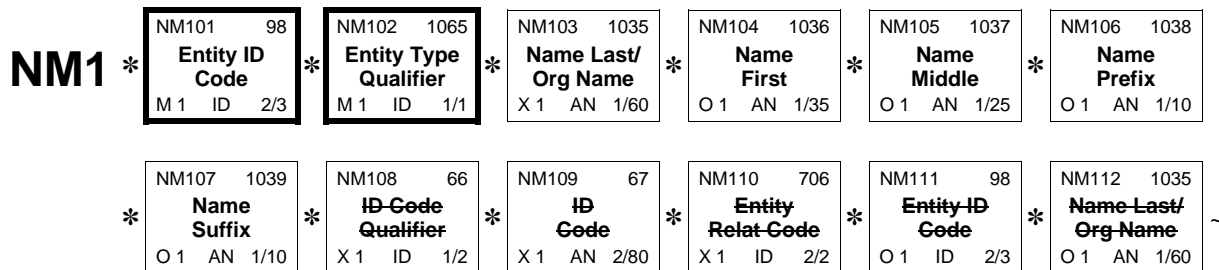 NM1 * NM101 98 * NM102 1065 * NM103 1035 * NM104 1036 * NM105 1037 * NM106 1038
Entity ID Entity Type Name Last/ Name Name Name
Code Qualifier Org Name First Middle Prefix
M 1 ID 2/3 M 1 ID 1/1 X 1 AN 1/60 O 1 AN 1/35 O 1 AN 1/25 O 1 AN 1/10
* NM107 1039 * NM108 66 * NM109 67 * NM110 706 * NM111 98 * NM112 1035 ~
Name ID Code ID Entity Entity ID Name Last/
Suffix Qualifier Code Relat Code Code Org Name
O 1 AN 1/10 X 1 ID 1/2 X 1 AN 2/80 X 1 ID 2/2 O 1 ID 2/3 O 1 AN 1/60